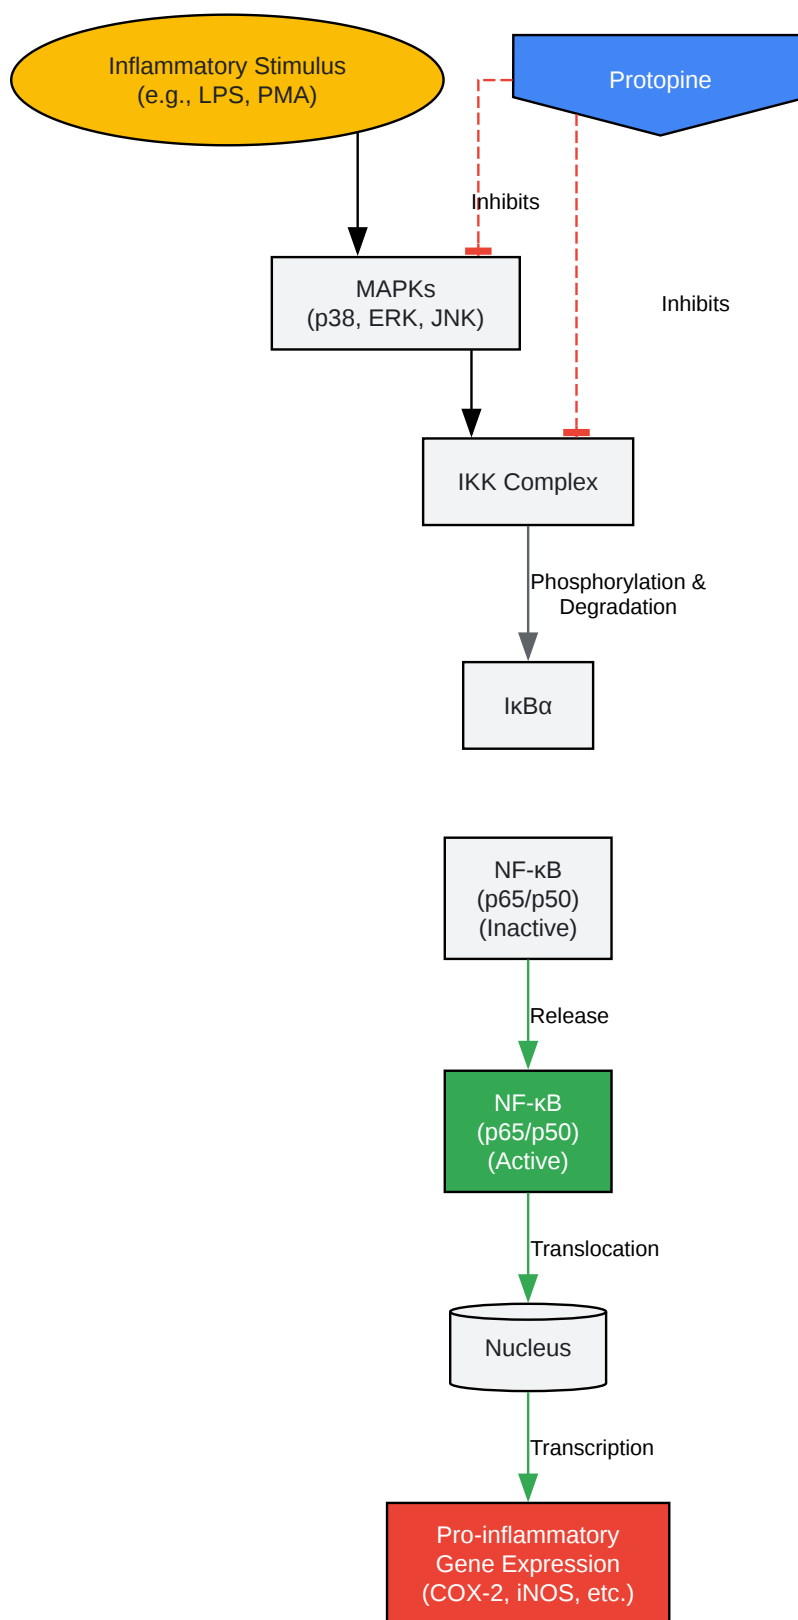 Inflammatory Stimulus
(e.g., LPS, PMA)
Protopine
Inhibits
MAPKs
(p38, ERK, JNK)
Inhibits
IKK Complex
Phosphorylation &
Degradation
IκBα
NF-κB
(p65/p50)
(Inactive)
Release
NF-κB
(p65/p50)
(Active)
Translocation
Nucleus
Transcription
Pro-inflammatory
Gene Expression
(COX-2, iNOS, etc.)